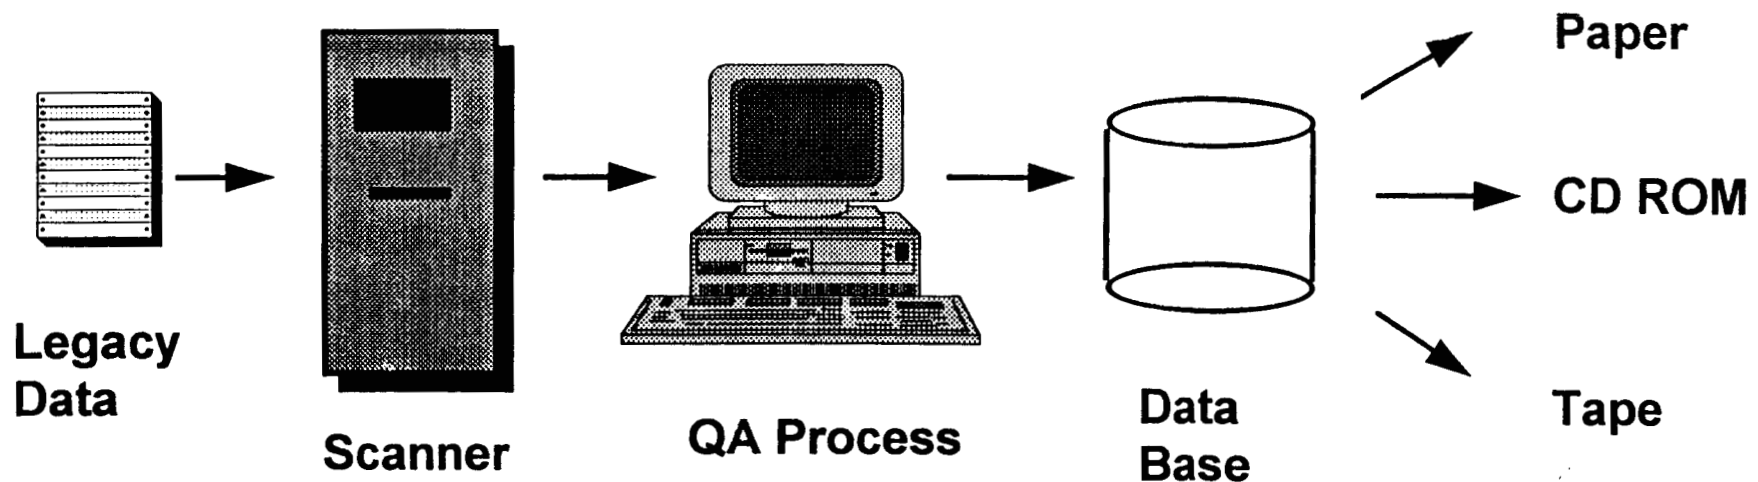 Legacy
Data
Scanner
QA Process
Data
Base
Paper
CD ROM
Tape